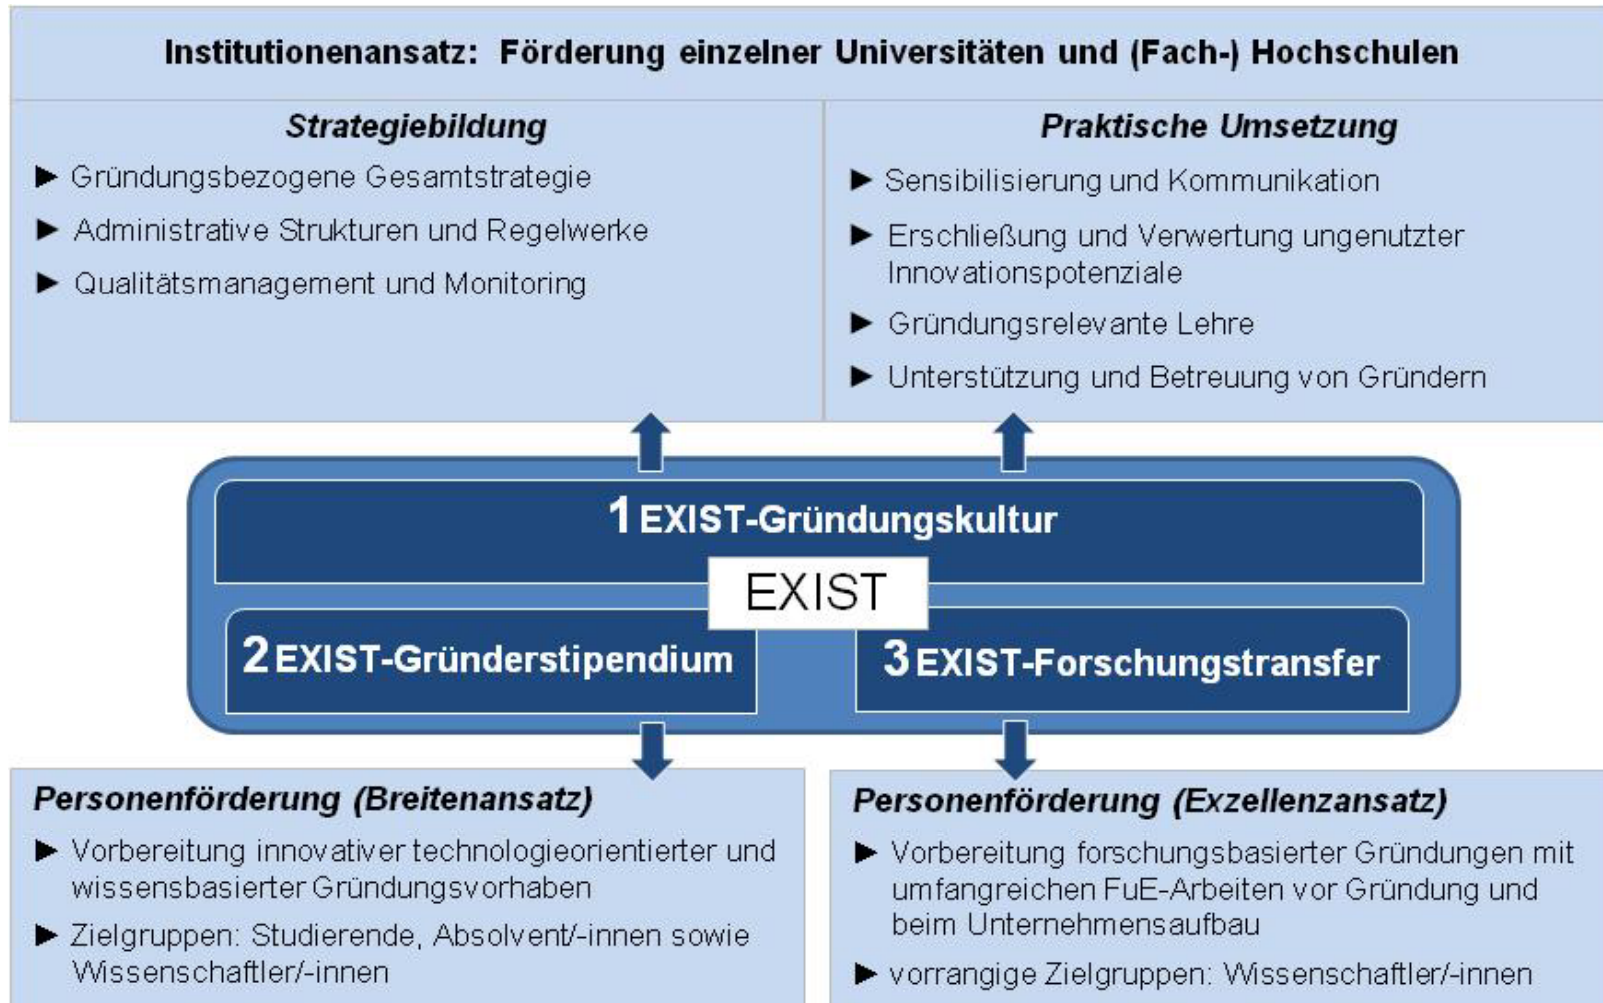 Institutionenansatz: Förderung einzelner Universitäten und (Fach-) Hochschulen
Strategiebildung
► Gründungsbezogene Gesamtstrategie
► Administrative Strukturen und Regelwerke
► Qualitätsmanagement und Monitoring
Praktische Umsetzung
► Sensibilisierung und Kommunikation
► Erschließung und Verwertung ungenutzter
Innovationspotenziale
► Gründungsrelevante Lehre
► Unterstützung und Betreuung von Gründern
1 EXIST-Gründungskultur
EXIST
2 EXIST-Gründerstipendium
3 EXIST-Forschungstransfer
Personenförderung (Breitenansatz)
► Vorbereitung innovativer technologieorientierter und
wissensbasierter Gründungsvorhaben
► Zielgruppen: Studierende, Absolvent/-innen sowie
Wissenschaftler/-innen
Personenförderung (Exzellenzansatz)
► Vorbereitung forschungsbasierter Gründungen mit
umfangreichen FuE-Arbeiten vor Gründung und
beim Unternehmensaufbau
► vorrangige Zielgruppen: Wissenschaftler/-innen